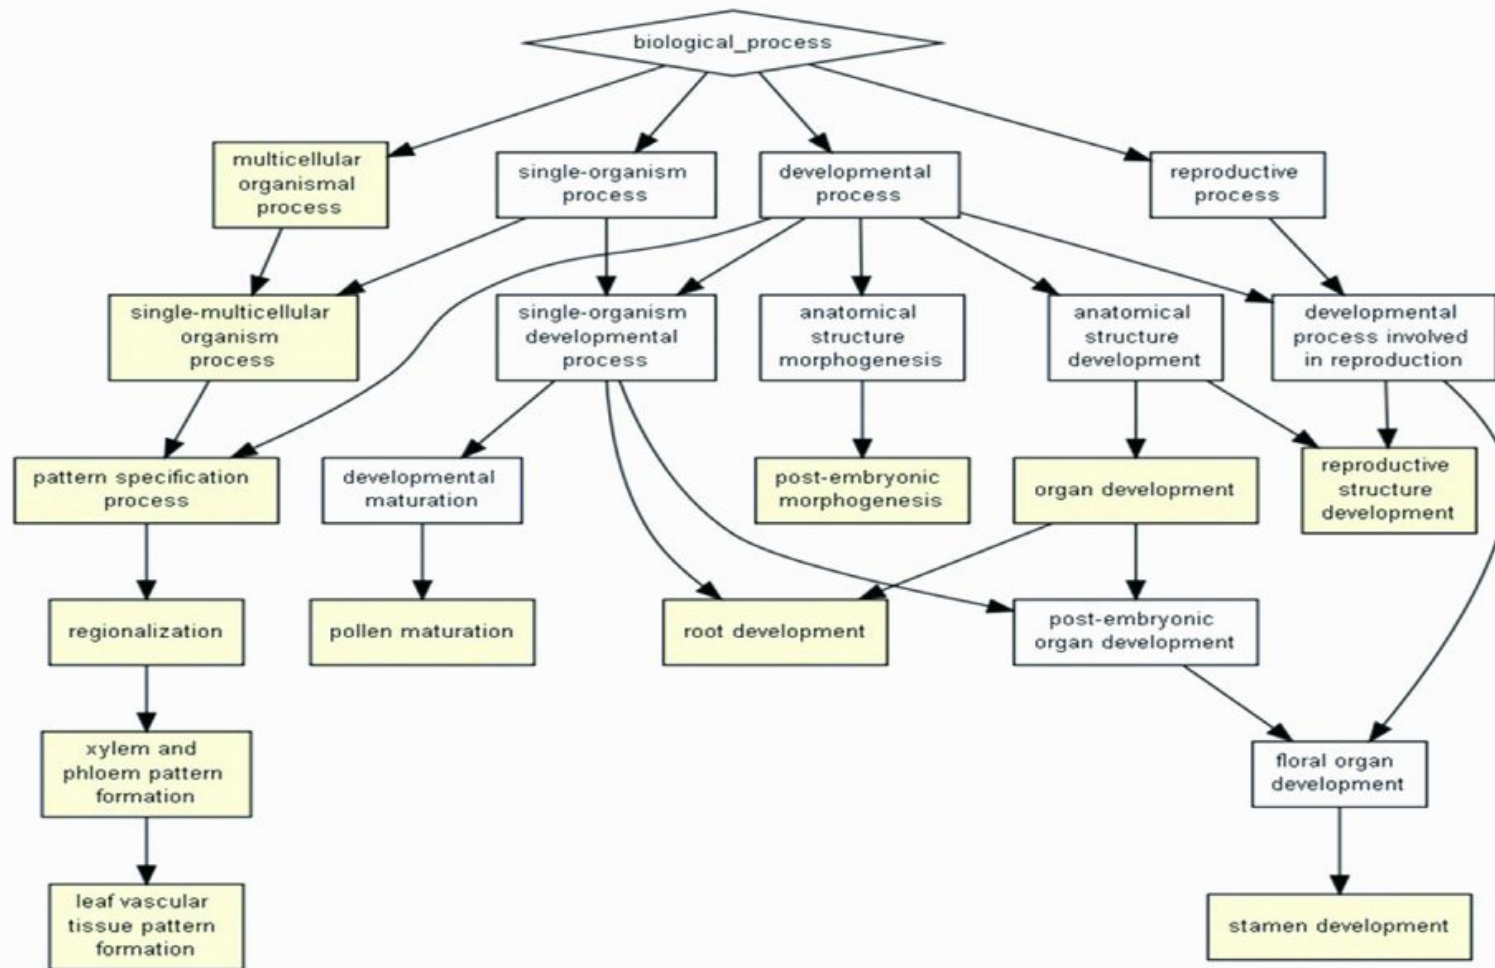 biological_process
multicellular
organismal
process
single-organism
process
developmental
process
reproductive
process
single-multicellular
organism
process
single-organism
developmental
process
anatomical
structure
morphogenesis
anatomical
structure
development
developmental
process involved
in reproduction
pattern specification
process
developmental
maturation
post-embryonic
morphogenesis
organ development
reproductive
structure
development
regionalization
pollen maturation
root development
post-embryonic
organ development
xylem and
phloem pattern
formation
floral organ
development
leaf vascular
tissue pattern
formation
stamen development